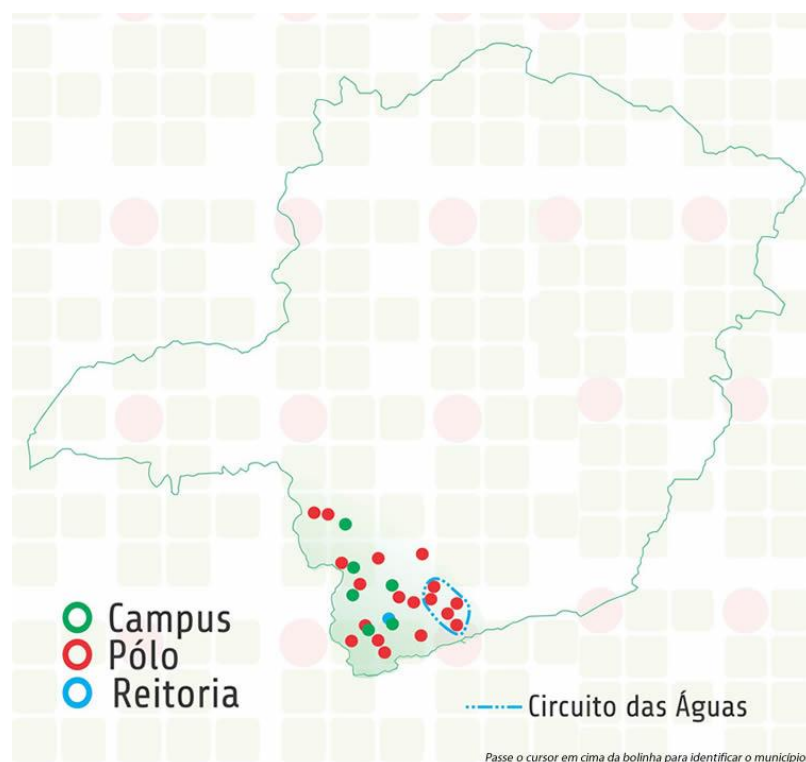 Campus
Pólo
Reitoria
Circuito das Águas
Passe o cursor em cima da bolinha para identificar o município